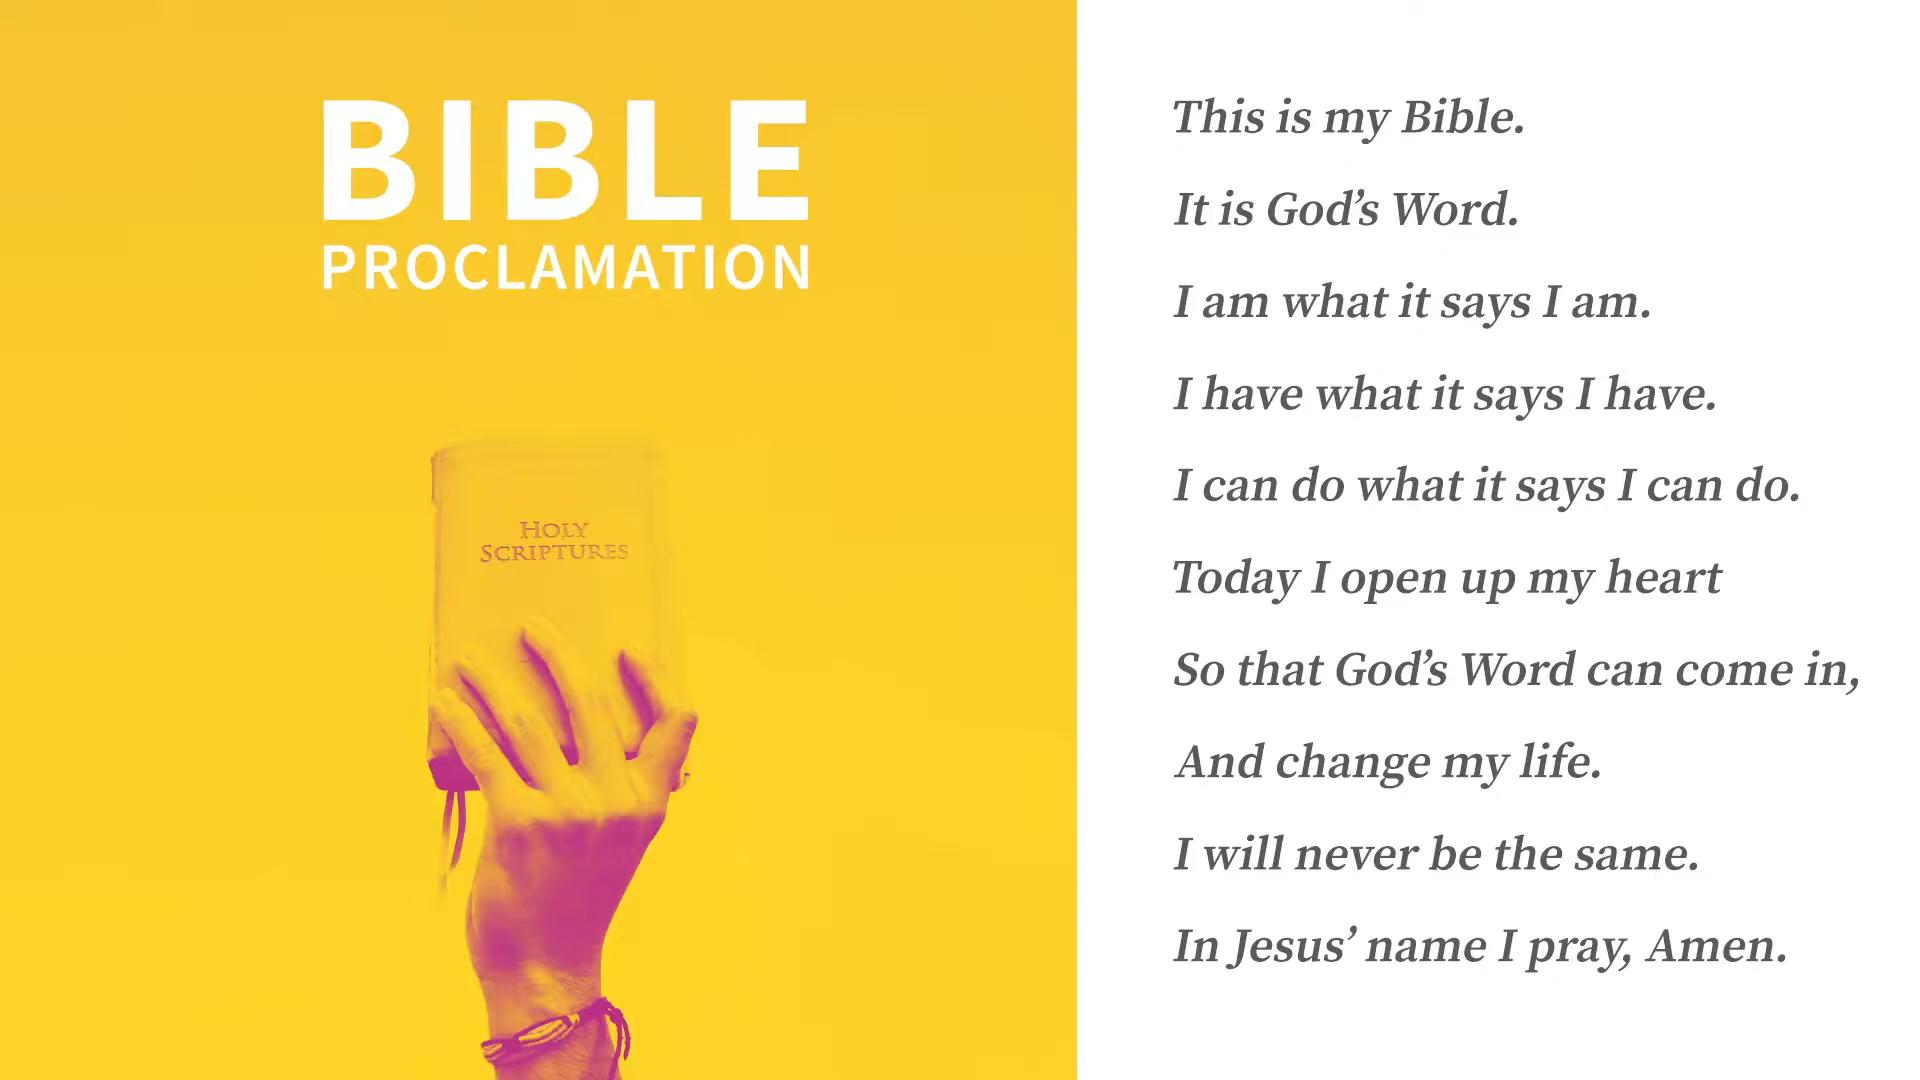 BIBLE
PROCLAMATION
HOLY
SCRIPTURES
This is my Bible.
It is God’s Word.
I am what it says I am.
I have what it says I have.
I can do what it says I can do.
Today I open up my heart
So that God’s Word can come in,
And change my life.
I will never be the same.
In Jesus’ name I pray, Amen.